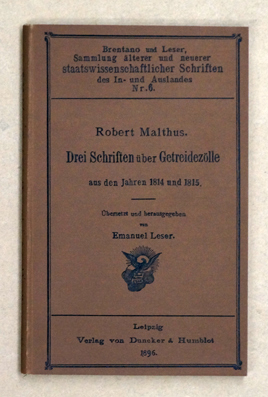 Brentano und Leser,
Sammlung älterer und neuerer
staatswissenschaftlicher Schriften
des In- und Auslandes
Nr. 6.
Robert Malthus.
Drei Schriften über Getreidezölle
aus den Jahren 1814 und 1815.
Übersetzt und herausgegeben
von
Emanuel Leser.
Leipzig
Verlag von Duncker & Humblot
1896.